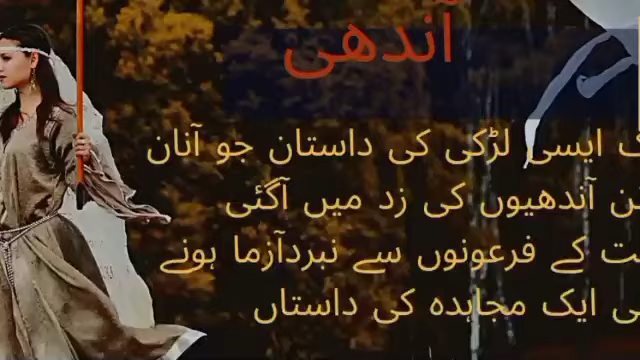 آندھی
ایسی لڑکی کی داستان جو آنان
آندھیوں کی زد میں آگئی
کے فرعونوں سے نبردآزما ہونے
ایک مجاہدہ کی داستاں